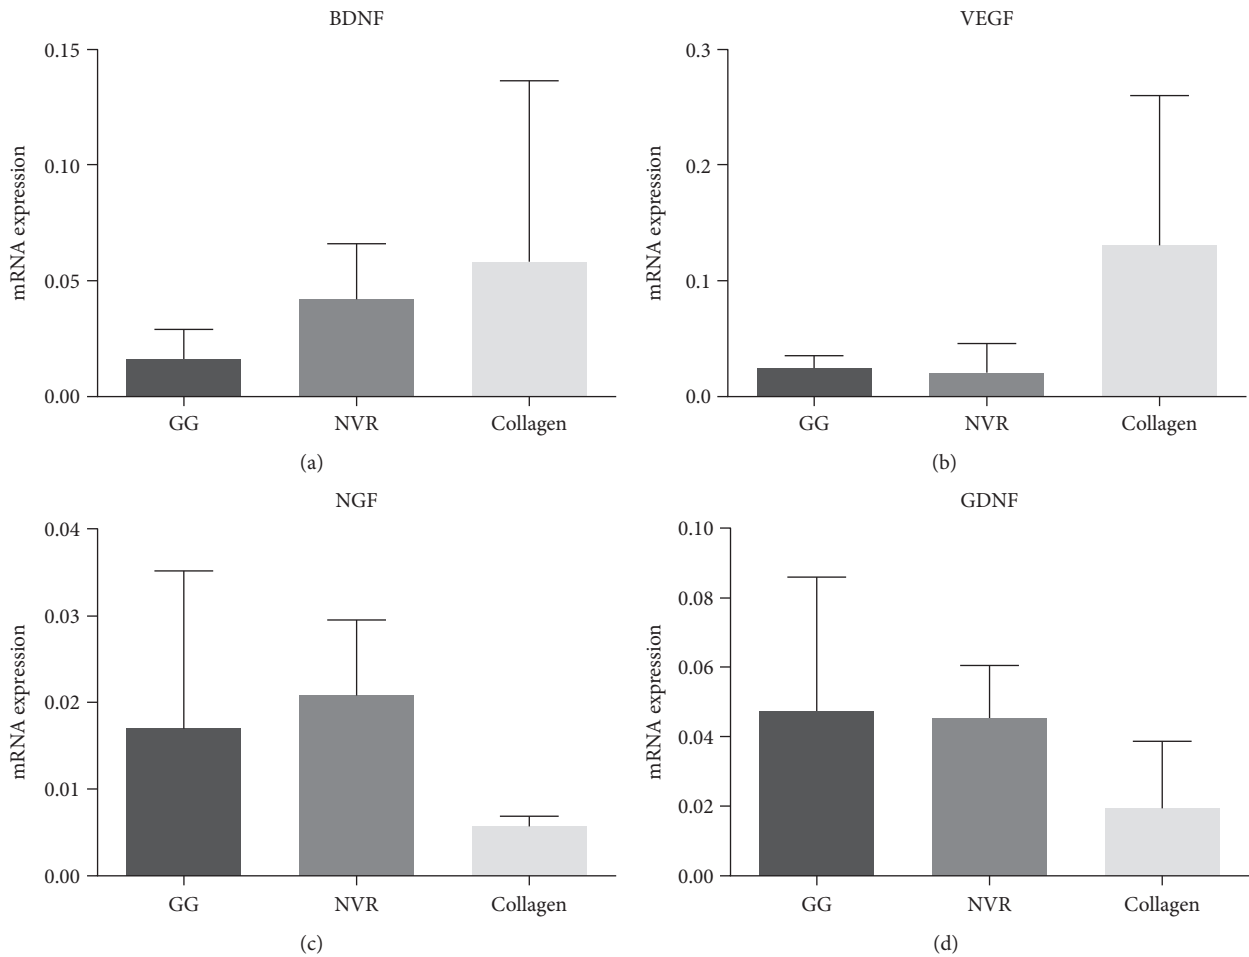 BDNF
0.15
0.10
0.05
0.00
mRNA expression
GG
NVR
Collagen
(a)
VEGF
0.3
0.2
0.1
0.0
mRNA expression
GG
NVR
Collagen
(b)
NGF
0.04
0.03
0.02
0.01
0.00
mRNA expression
GG
NVR
Collagen
(c)
GDNF
0.10
0.08
0.06
0.04
0.02
0.00
mRNA expression
GG
NVR
Collagen
(d)